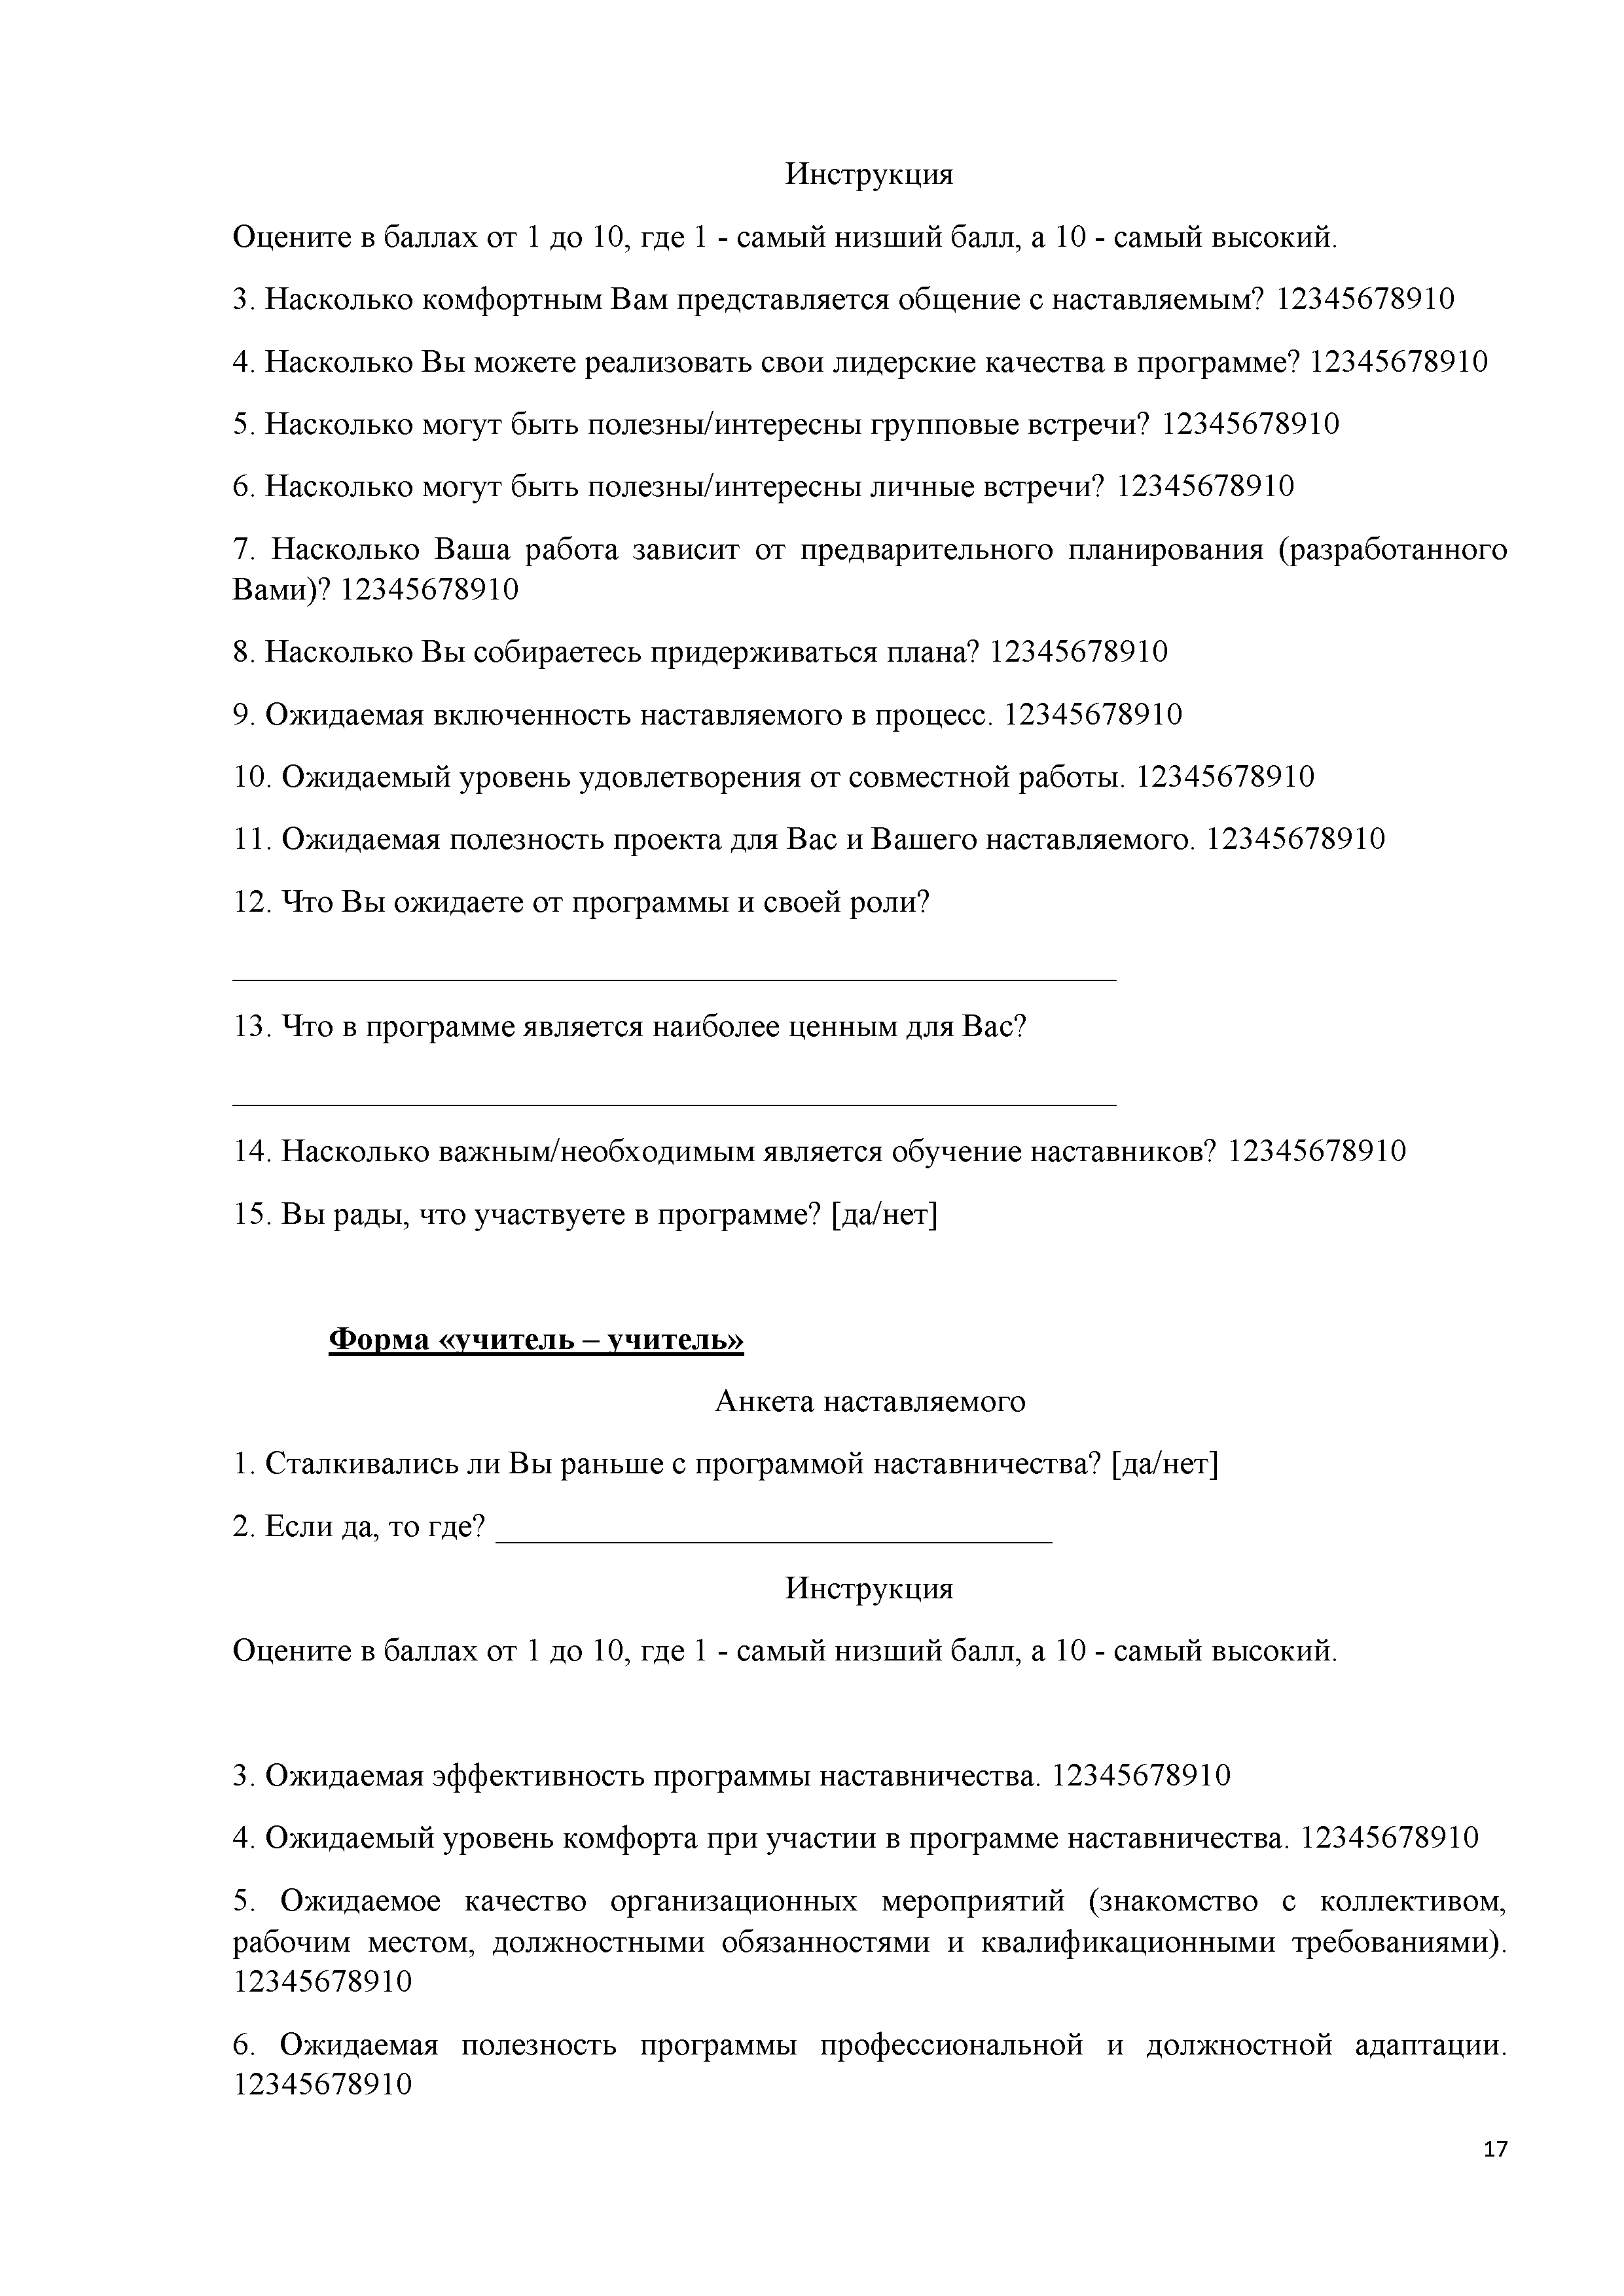 Инструкция
Оцените в баллах от 1 до 10, где 1 - самый низший балл, а 10 - самый высокий.
3. Насколько комфортным Вам представляется общение с наставляемым? 12345678910
4. Насколько Вы можете реализовать свои лидерские качества в программе? 12345678910
5. Насколько могут быть полезны/интересны групповые встречи? 12345678910
6. Насколько могут быть полезны/интересны личные встречи? 12345678910
7. Насколько Ваша работа зависит от предварительного планирования (разработанного
Вами)? 12345678910
8. Насколько Вы собираетесь придерживаться плана? 12345678910
9. Ожидаемая включенность наставляемого в процесс. 12345678910
10. Ожидаемый уровень удовлетворения от совместной работы. 12345678910
11. Ожидаемая полезность проекта для Вас и Вашего наставляемого. 12345678910
12. Что Вы ожидаете от программы и своей роли?
13. Что в программе является наиболее ценным для Вас?
14. Насколько важным/необходимым является обучение наставников? 12345678910
15. Вы рады, что участвуете в программе? [да/нет]
Форма «учитель – учитель»
Анкета наставляемого
1. Сталкивались ли Вы раньше с программой наставничества? [да/нет]
2. Если да, то где?
Инструкция
Оцените в баллах от 1 до 10, где 1 - самый низший балл, а 10 - самый высокий.
3. Ожидаемая эффективность программы наставничества. 12345678910
4. Ожидаемый уровень комфорта при участии в программе наставничества. 12345678910
5. Ожидаемое качество организационных мероприятий (знакомство с коллективом,
рабочим местом, должностными обязанностями и квалификационными требованиями).
12345678910
6. Ожидаемая полезность программы профессиональной и должностной адаптации.
12345678910
17